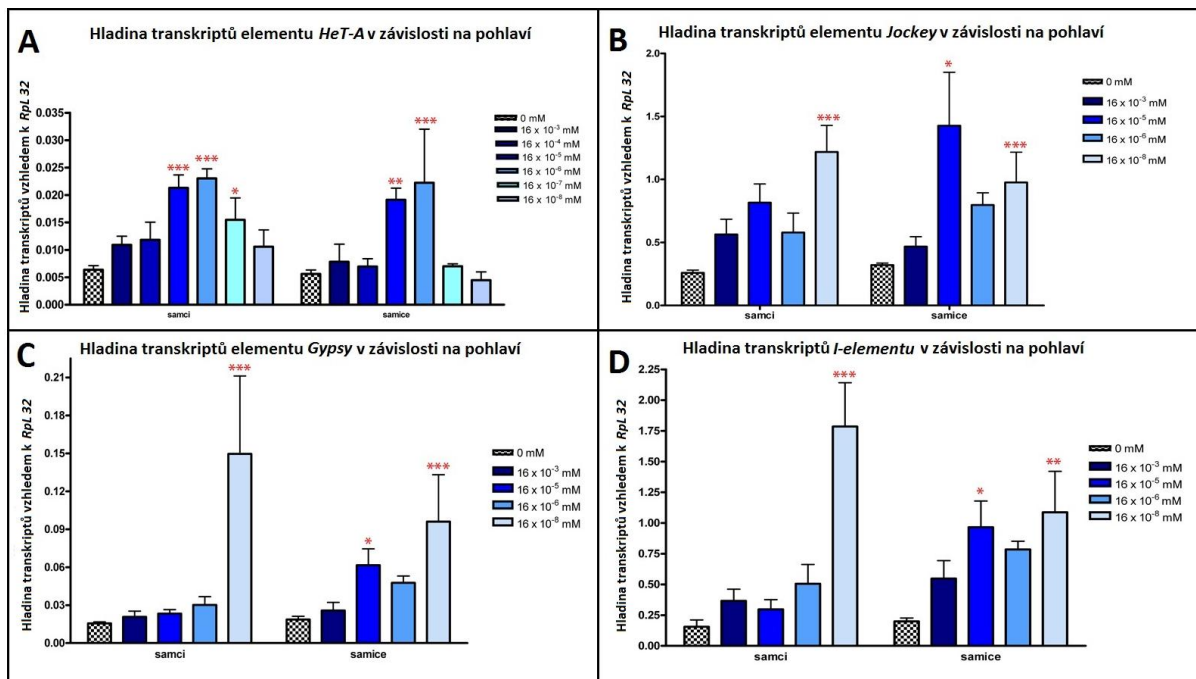 A
Hladina transkriptů elementu HeT-A v závislosti na pohlaví
Hladina transkriptů vzhledem k RpL 32
0.035
0.030
0.025
0.020
0.015
0.010
0.005
0.000
***
***
*
**
***
samci
samice
0 mM
16 x 10⁻³ mM
16 x 10⁻⁴ mM
16 x 10⁻⁵ mM
16 x 10⁻⁶ mM
16 x 10⁻⁷ mM
16 x 10⁻⁸ mM
B
Hladina transkriptů elementu Jockey v závislosti na pohlaví
Hladina transkriptů vzhledem k RpL 32
2.0
1.5
1.0
0.5
0.0
***
*
***
samci
samice
0 mM
16 x 10⁻³ mM
16 x 10⁻⁵ mM
16 x 10⁻⁶ mM
16 x 10⁻⁸ mM
C
Hladina transkriptů elementu Gypsy v závislosti na pohlaví
Hladina transkriptů vzhledem k RpL 32
0.21
0.18
0.15
0.12
0.09
0.06
0.03
0.00
***
*
***
samci
samice
0 mM
16 x 10⁻³ mM
16 x 10⁻⁵ mM
16 x 10⁻⁶ mM
16 x 10⁻⁸ mM
D
Hladina transkriptů I-elementu v závislosti na pohlaví
Hladina transkriptů vzhledem k RpL 32
2.25
2.00
1.75
1.50
1.25
1.00
0.75
0.50
0.25
0.00
***
*
**
samci
samice
0 mM
16 x 10⁻³ mM
16 x 10⁻⁵ mM
16 x 10⁻⁶ mM
16 x 10⁻⁸ mM